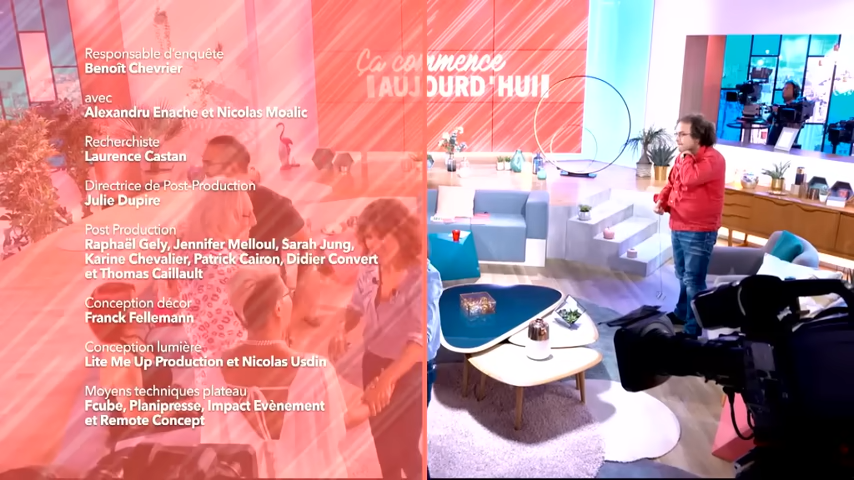 Ça commence
AUJOURD'HUI
Responsable d'enquête
Benoît Chevrier
avec
Alexandru Enache et Nicolas Moalic
Recherchiste
Laurence Castan
Directrice de Post-Production
Julie Dupire
Post Production
Raphaël Gely, Jennifer Melloul, Sarah Jung,
Karine Chevalier, Patrick Cairon, Didier Convert
et Thomas Caillault
Conception décor
Franck Fellemann
Conception lumière
Lite Me Up Production et Nicolas Usdin
Moyens techniques plateau
Fcube, Planipresse, Impact Evènement
et Remote Concept